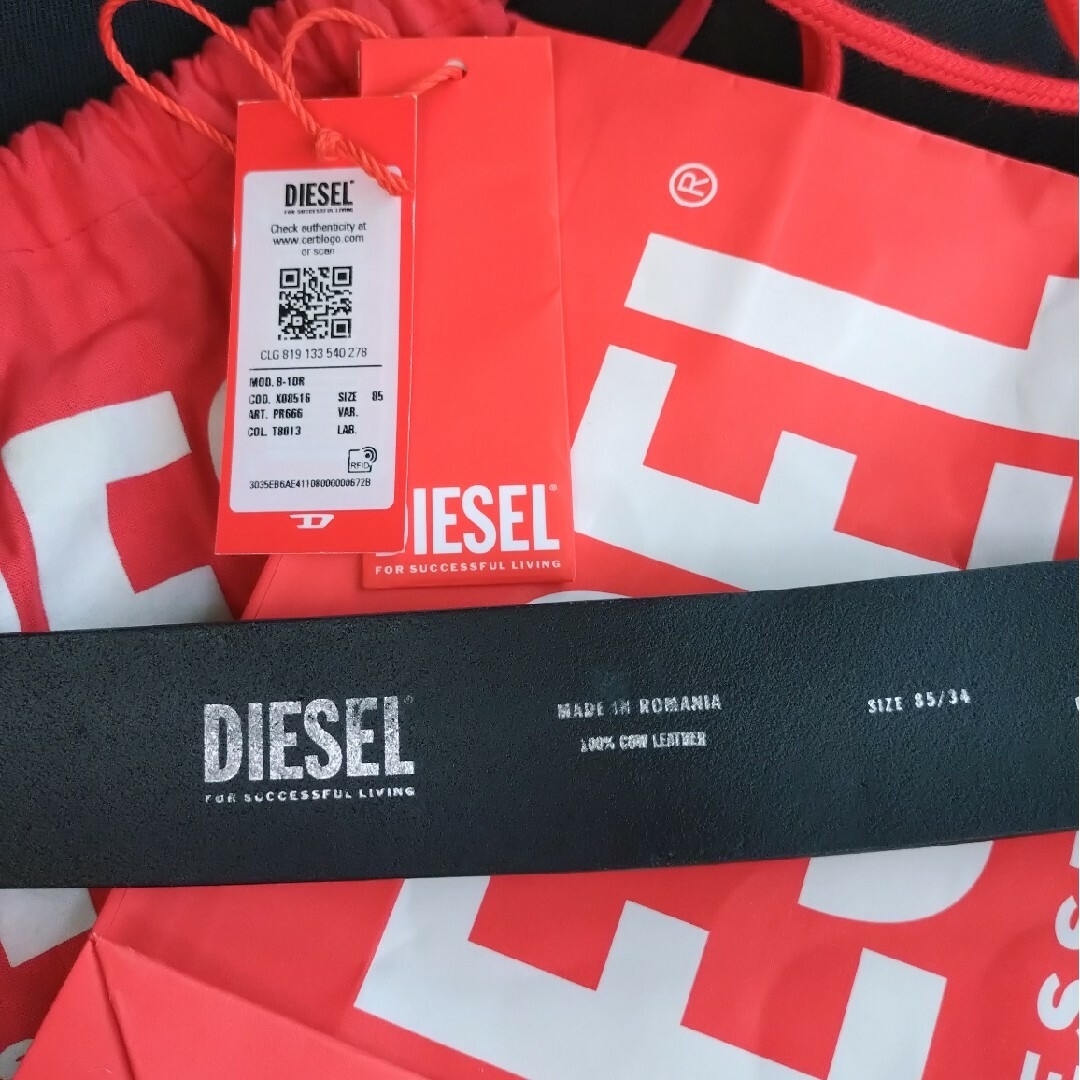 DIESEL®
FOR SUCCESSFUL LIVING
Check authenticity at
www.certilogo.com
or scan
CLG 819 133 540 278
MOD. B-1DR
COD. X08516 SIZE 85
ART. PR666 VAR.
COL. T8013 LAR.
RFID
DIESEL®
FOR SUCCESSFUL LIVING
®
DIESEL®
FOR SUCCESSFUL LIVING
MADE IN ROMANIA
100% COW LEATHER
SIZE 85/34